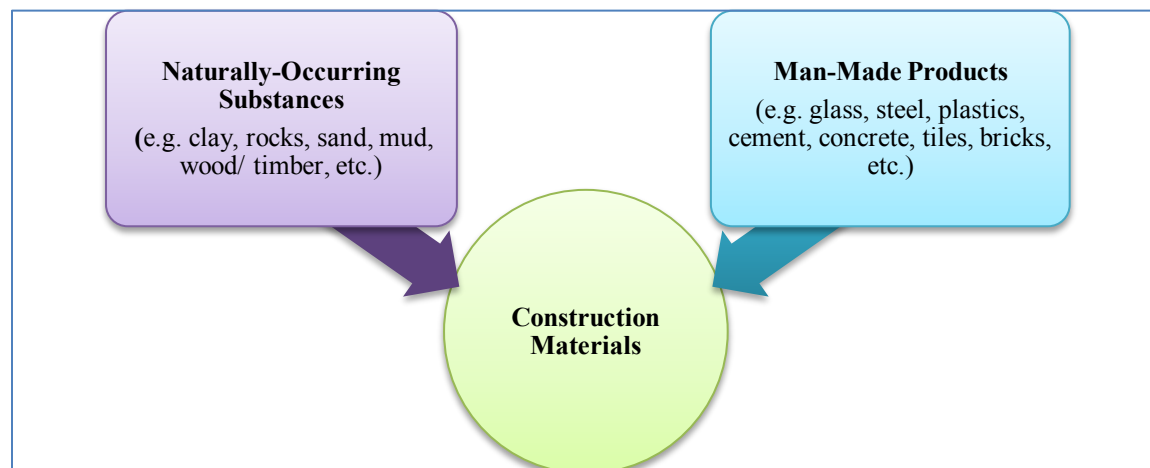 Naturally-Occurring
Substances
(e.g. clay, rocks, sand, mud,
wood/ timber, etc.)
Man-Made Products
(e.g. glass, steel, plastics,
cement, concrete, tiles, bricks,
etc.)
Construction
Materials